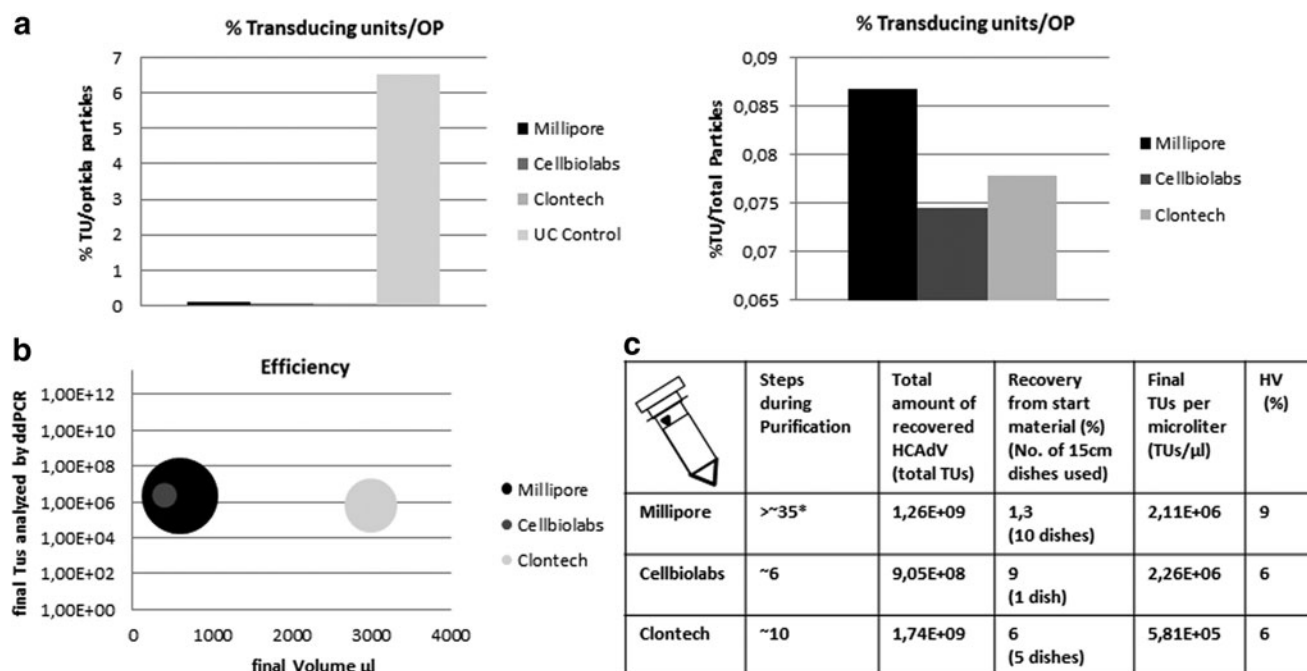 a
% Transducing units/OP
7
6
5
4
3
2
1
0
% TU/opticla particles
Millipore
Cellbiolabs
Clontech
UC Control
% Transducing units/OP
0,09
0,085
0,08
0,075
0,07
0,065
%TU/Total Particles
Millipore
Cellbiolabs
Clontech
b
Efficiency
final Tus analyzed by ddPCR
1,00E+12
1,00E+10
1,00E+08
1,00E+06
1,00E+04
1,00E+02
1,00E+00
0 1000 2000 3000 4000
final Volume µl
Millipore
Cellbiolabs
Clontech
c
Steps
during
Purification
Total
amount of
recovered
HCAdV
(total TUs)
Recovery
from start
material (%)
(No. of 15cm
dishes used)
Final
TUs per
microliter
(TUs/µl)
HV
(%)
Millipore >~35* 1,26E+09 1,3 2,11E+06 9
(10 dishes)
Cellbiolabs ~6 9,05E+08 9 2,26E+06 6
(1 dish)
Clontech ~10 1,74E+09 6 5,81E+05 6
(5 dishes)